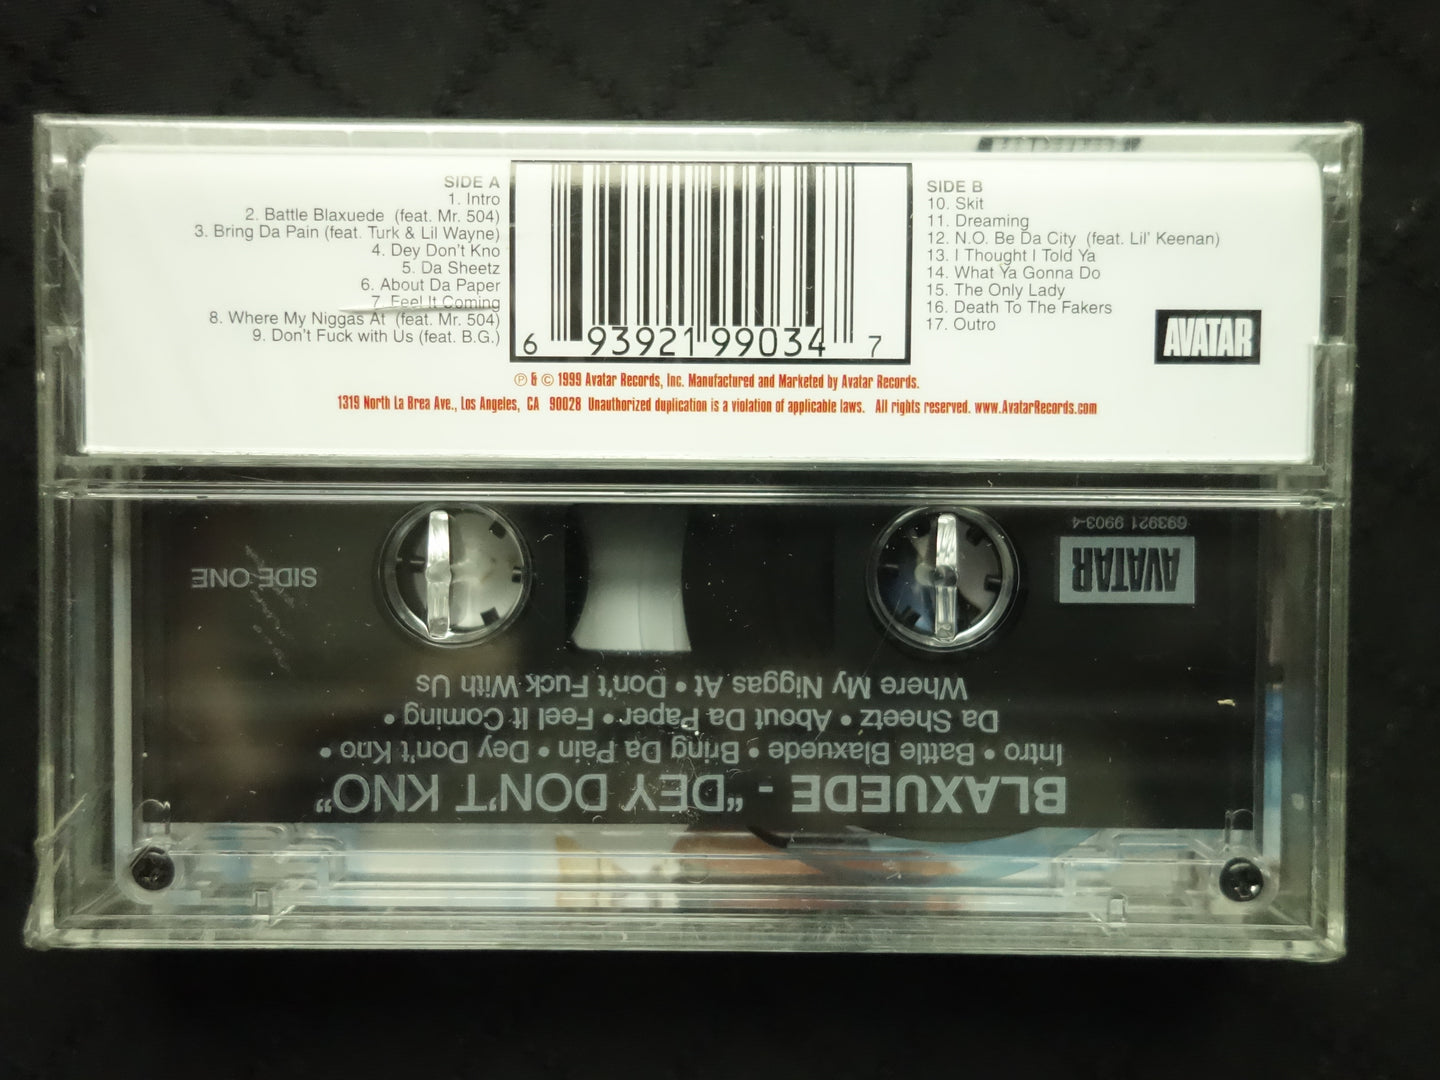 SIDE A
1. Intro
2. Battle Blaxuede (feat. Mr. 504)
3. Bring Da Pain (feat. Turk & Lil Wayne)
4. Dey Don't Kno
5. Da Sheetz
6. About Da Paper
7. Feel It Coming
8. Where My Niggas At (feat. Mr. 504)
9. Don't Fuck with Us (feat. B.G.)
6 93921 99034 7
SIDE B
10. Skit
11. Dreaming
12. N.O. Be Da City (feat. Lil' Keenan)
13. I Thought I Told Ya
14. What Ya Gonna Do
15. The Only Lady
16. Death To The Fakers
17. Outro
AVATAR
℗ & © 1999 Avatar Records, Inc. Manufactured and Marketed by Avatar Records.
1319 North La Brea Ave., Los Angeles, CA 90028 Unauthorized duplication is a violation of applicable laws. All rights reserved. www.AvatarRecords.com
BLAXUEDE - "DEY DON'T KNO"
Intro • Battle Blaxuede • Bring Da Pain • Dey Don't Kno •
Da Sheetz • About Da Paper • Feel It Coming •
Where My Niggas At • Don't Fuck With Us
AVATAR
693921 9903-4
SIDE ONE